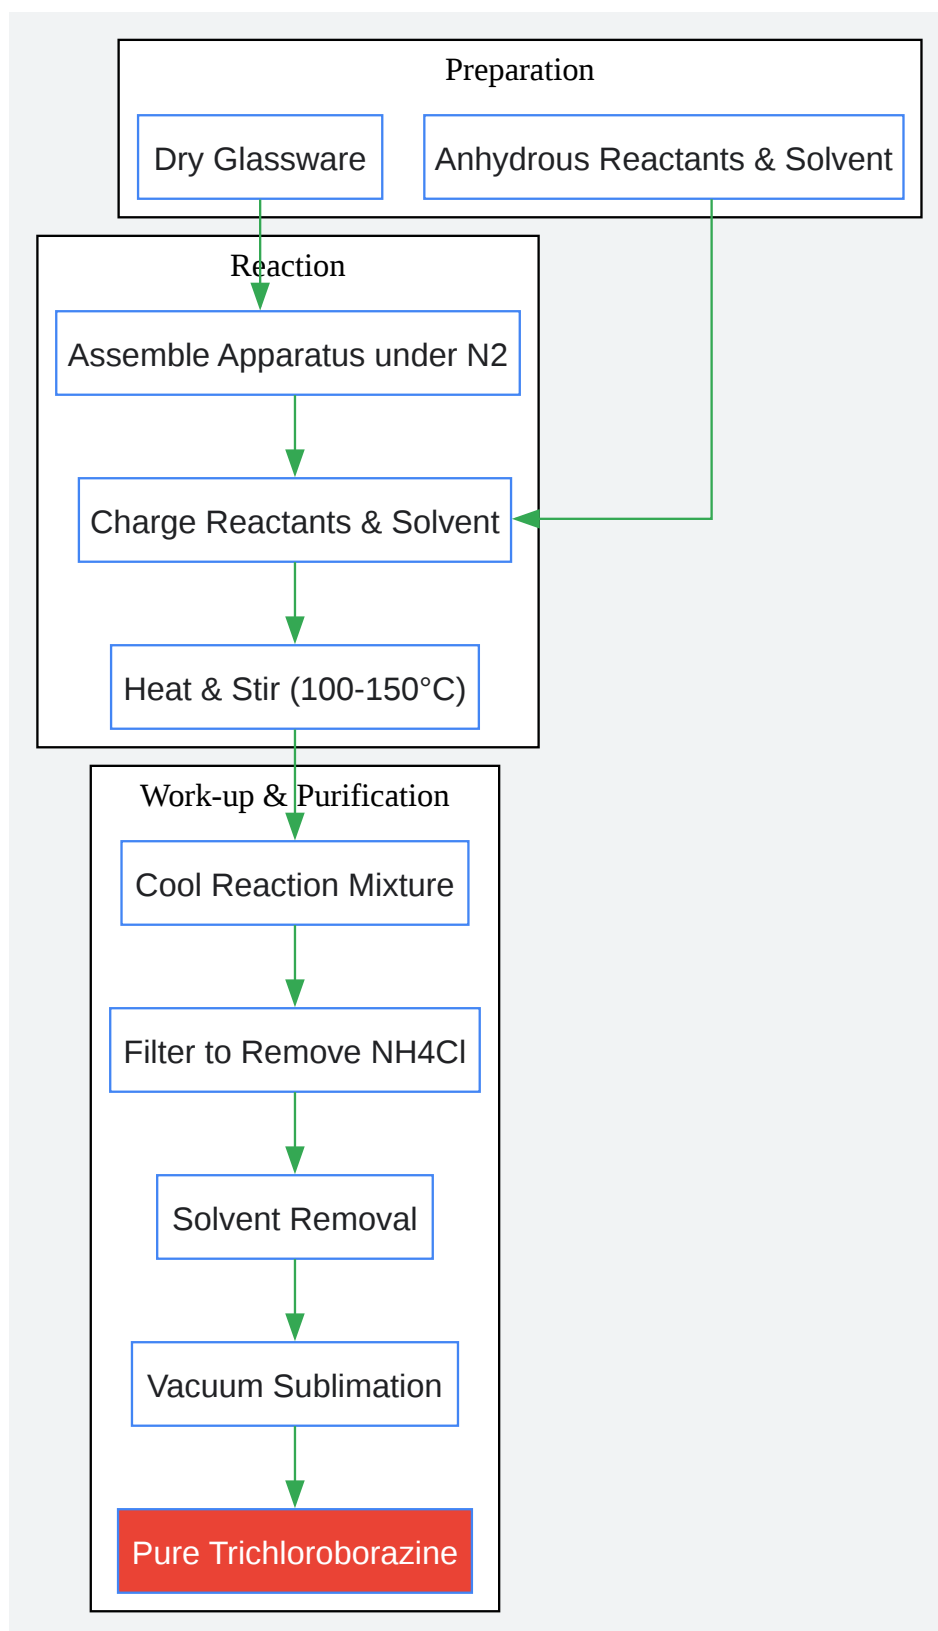 Preparation
Dry Glassware
Anhydrous Reactants & Solvent
Reaction
Assemble Apparatus under N2
Charge Reactants & Solvent
Heat & Stir (100-150°C)
Work-up & Purification
Cool Reaction Mixture
Filter to Remove NH4Cl
Solvent Removal
Vacuum Sublimation
Pure Trichloroborazine